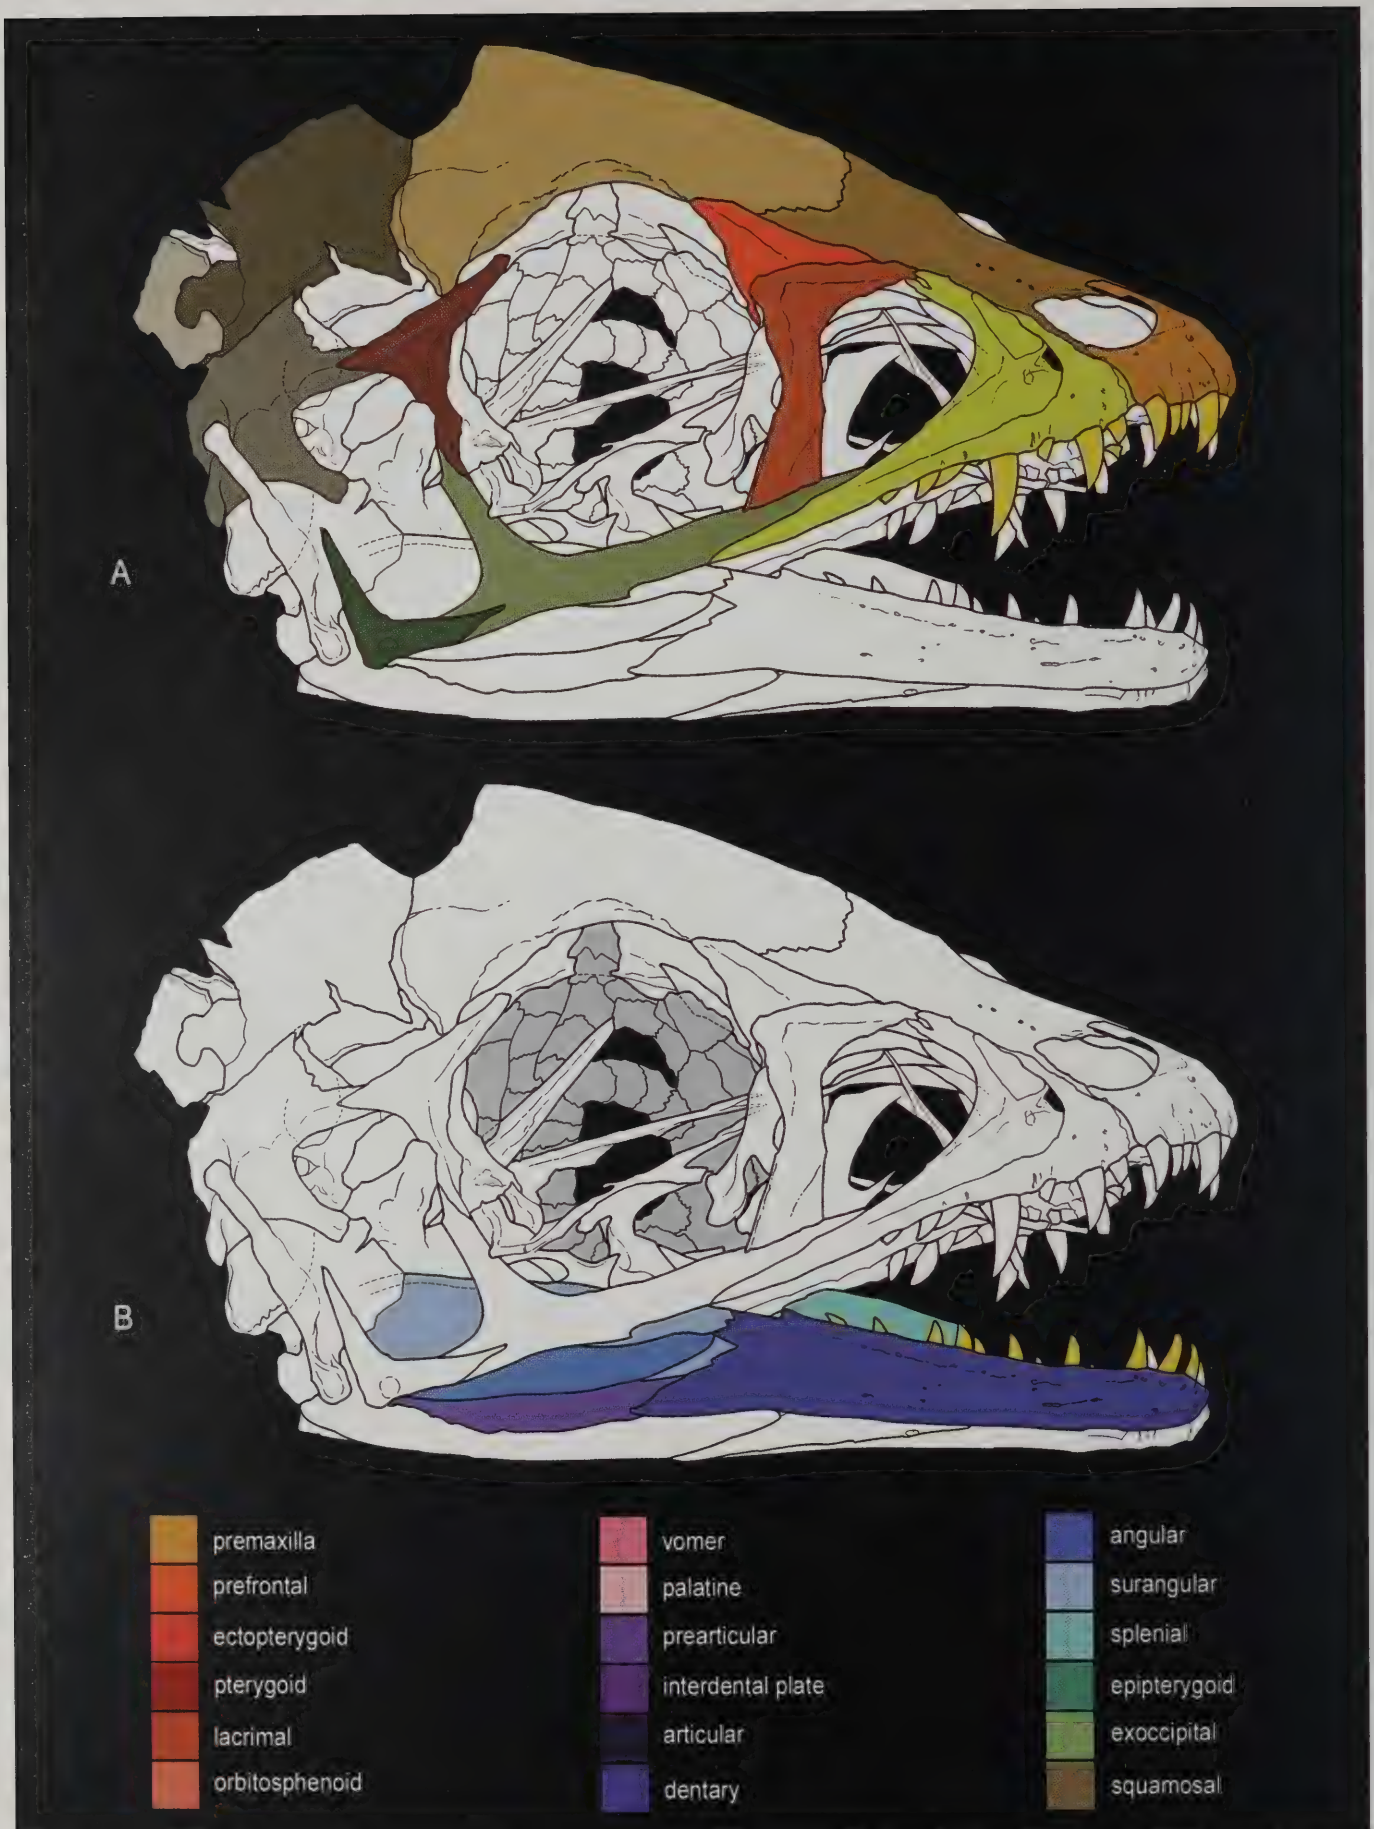 A
B
premaxilla
prefrontal
ectopterygoid
pterygoid
lacrimal
orbitosphenoid
vomer
palatine
prearticular
interdental plate
articular
dentary
angular
surangular
splenial
epipterygoid
exoccipital
squamosal